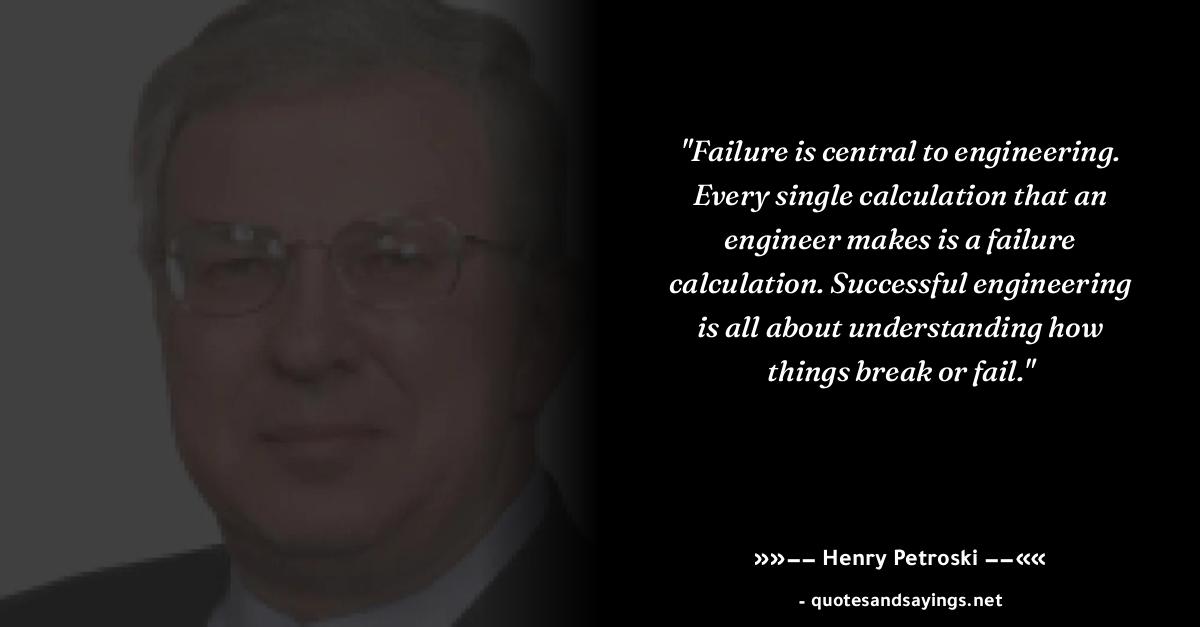 "Failure is central to engineering.
Every single calculation that an
engineer makes is a failure
calculation. Successful engineering
is all about understanding how
things break or fail."
»»−− Henry Petroski −−««
- quotesandsayings.net